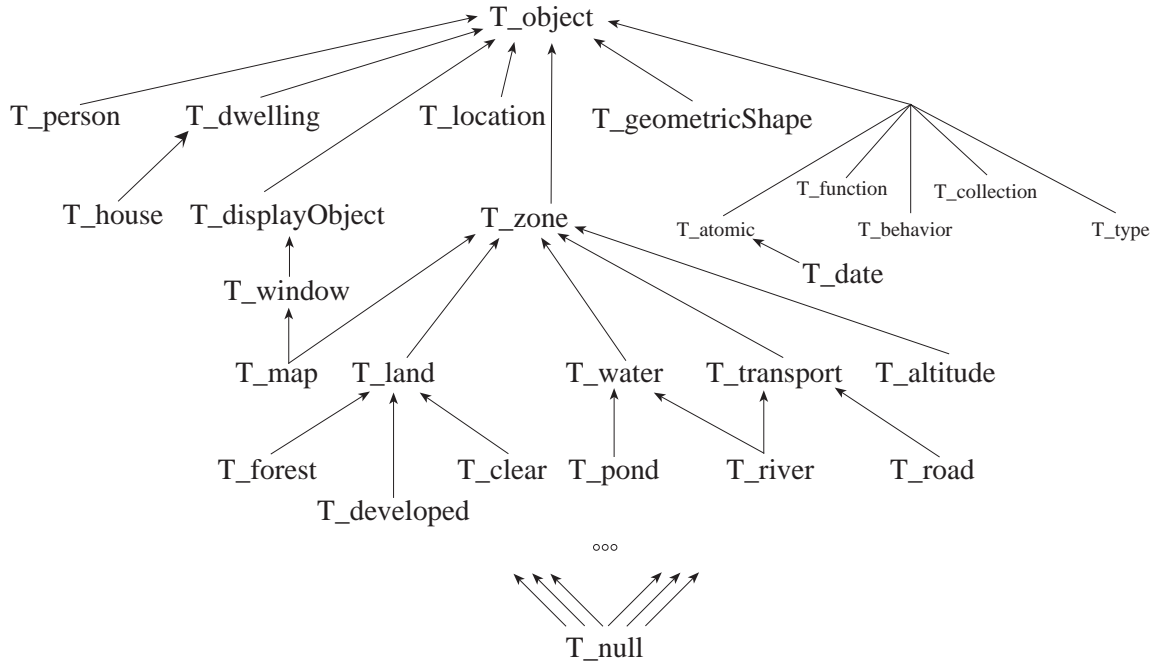 T_object
T_person
T_dwelling
T_location
T_geometricShape
T_function
T_collection
T_house
T_displayObject
T_zone
T_atomic
T_behavior
T_type
T_date
T_window
T_map
T_land
T_water
T_transport
T_altitude
T_forest
T_clear
T_pond
T_river
T_road
T_developed
T_null